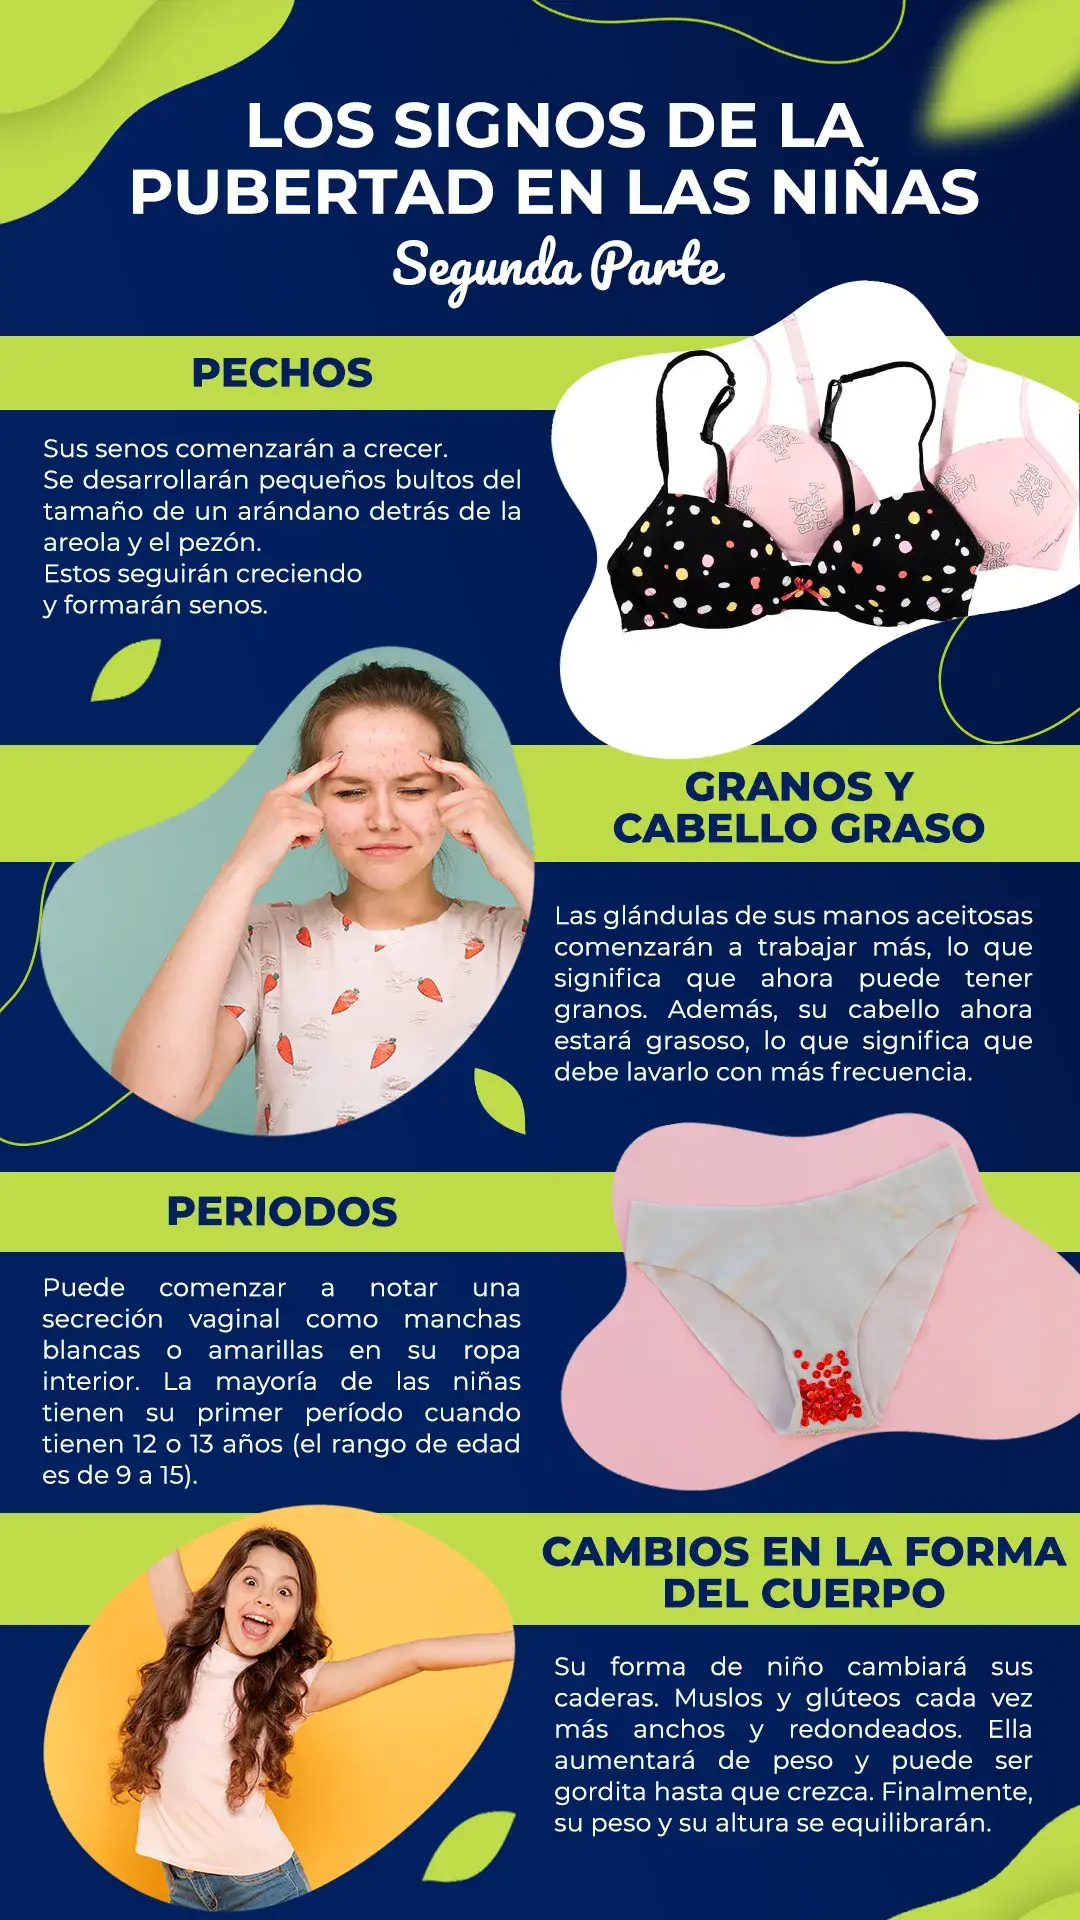 LOS SIGNOS DE LA
PUBERTAD EN LAS NIÑAS
Segunda Parte
PECHOS
Sus senos comenzarán a crecer.
Se desarrollarán pequeños bultos del
tamaño de un arándano detrás de la
areola y el pezón.
Estos seguirán creciendo
y formarán senos.
EASY
PEASY
GRANOS Y
CABELLO GRASO
Las glándulas de sus manos aceitosas
comenzarán a trabajar más, lo que
significa que ahora puede tener
granos. Además, su cabello ahora
estará grasoso, lo que significa que
debe lavarlo con más frecuencia.
PERIODOS
Puede comenzar a notar una
secreción vaginal como manchas
blancas o amarillas en su ropa
interior. La mayoría de las niñas
tienen su primer período cuando
tienen 12 o 13 años (el rango de edad
es de 9 a 15).
CAMBIOS EN LA FORMA
DEL CUERPO
Su forma de niño cambiará sus
caderas. Muslos y glúteos cada vez
más anchos y redondeados. Ella
aumentará de peso y puede ser
gordita hasta que crezca. Finalmente,
su peso y su altura se equilibrarán.